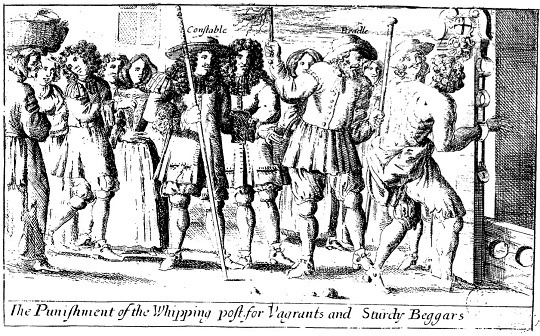 Constable
Beadle
The Punishment of the Whipping post for Vagrants and Sturdy Beggars